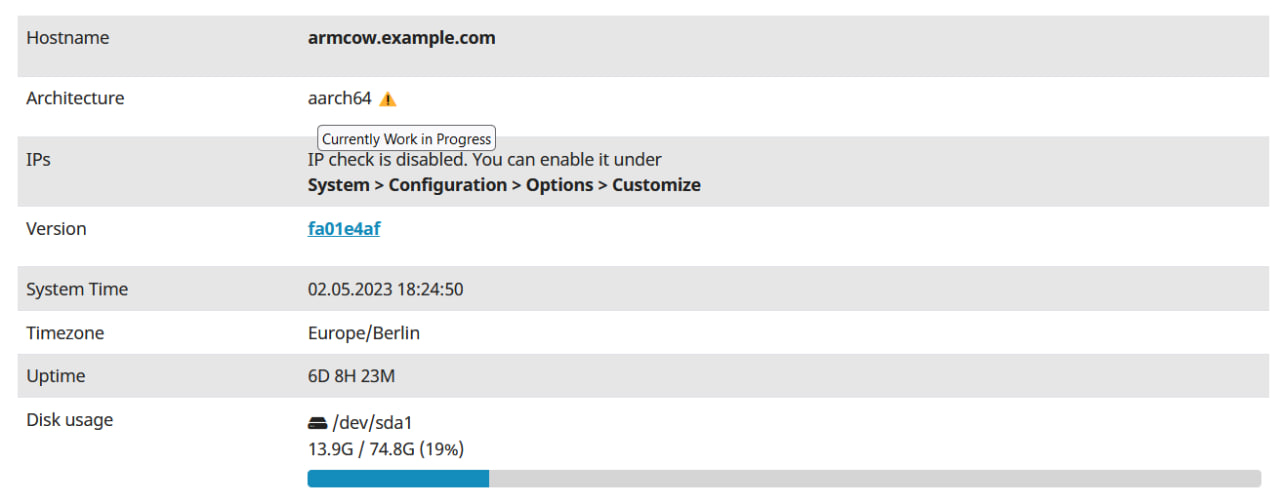 Hostname armcow.example.com
Architecture aarch64
Currently Work in Progress
IPs IP check is disabled. You can enable it under
System > Configuration > Options > Customize
Version fa01e4af
System Time 02.05.2023 18:24:50
Timezone Europe/Berlin
Uptime 6D 8H 23M
Disk usage /dev/sda1
13.9G / 74.8G (19%)